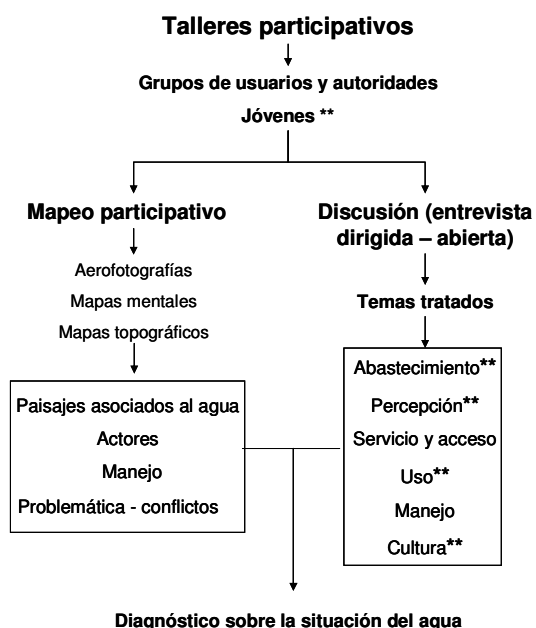 Talleres participativos
Grupos de usuarios y autoridades
Jóvenes **
Mapeo participativo
Aerofotografías
Mapas mentales
Mapas topográficos
Paisajes asociados al agua
Actores
Manejo
Problemática - conflictos
Discusión (entrevista
dirigida – abierta)
Temas tratados
Abastecimiento**
Percepción**
Servicio y acceso
Uso**
Manejo
Cultura**
Diagnóstico sobre la situación del agua